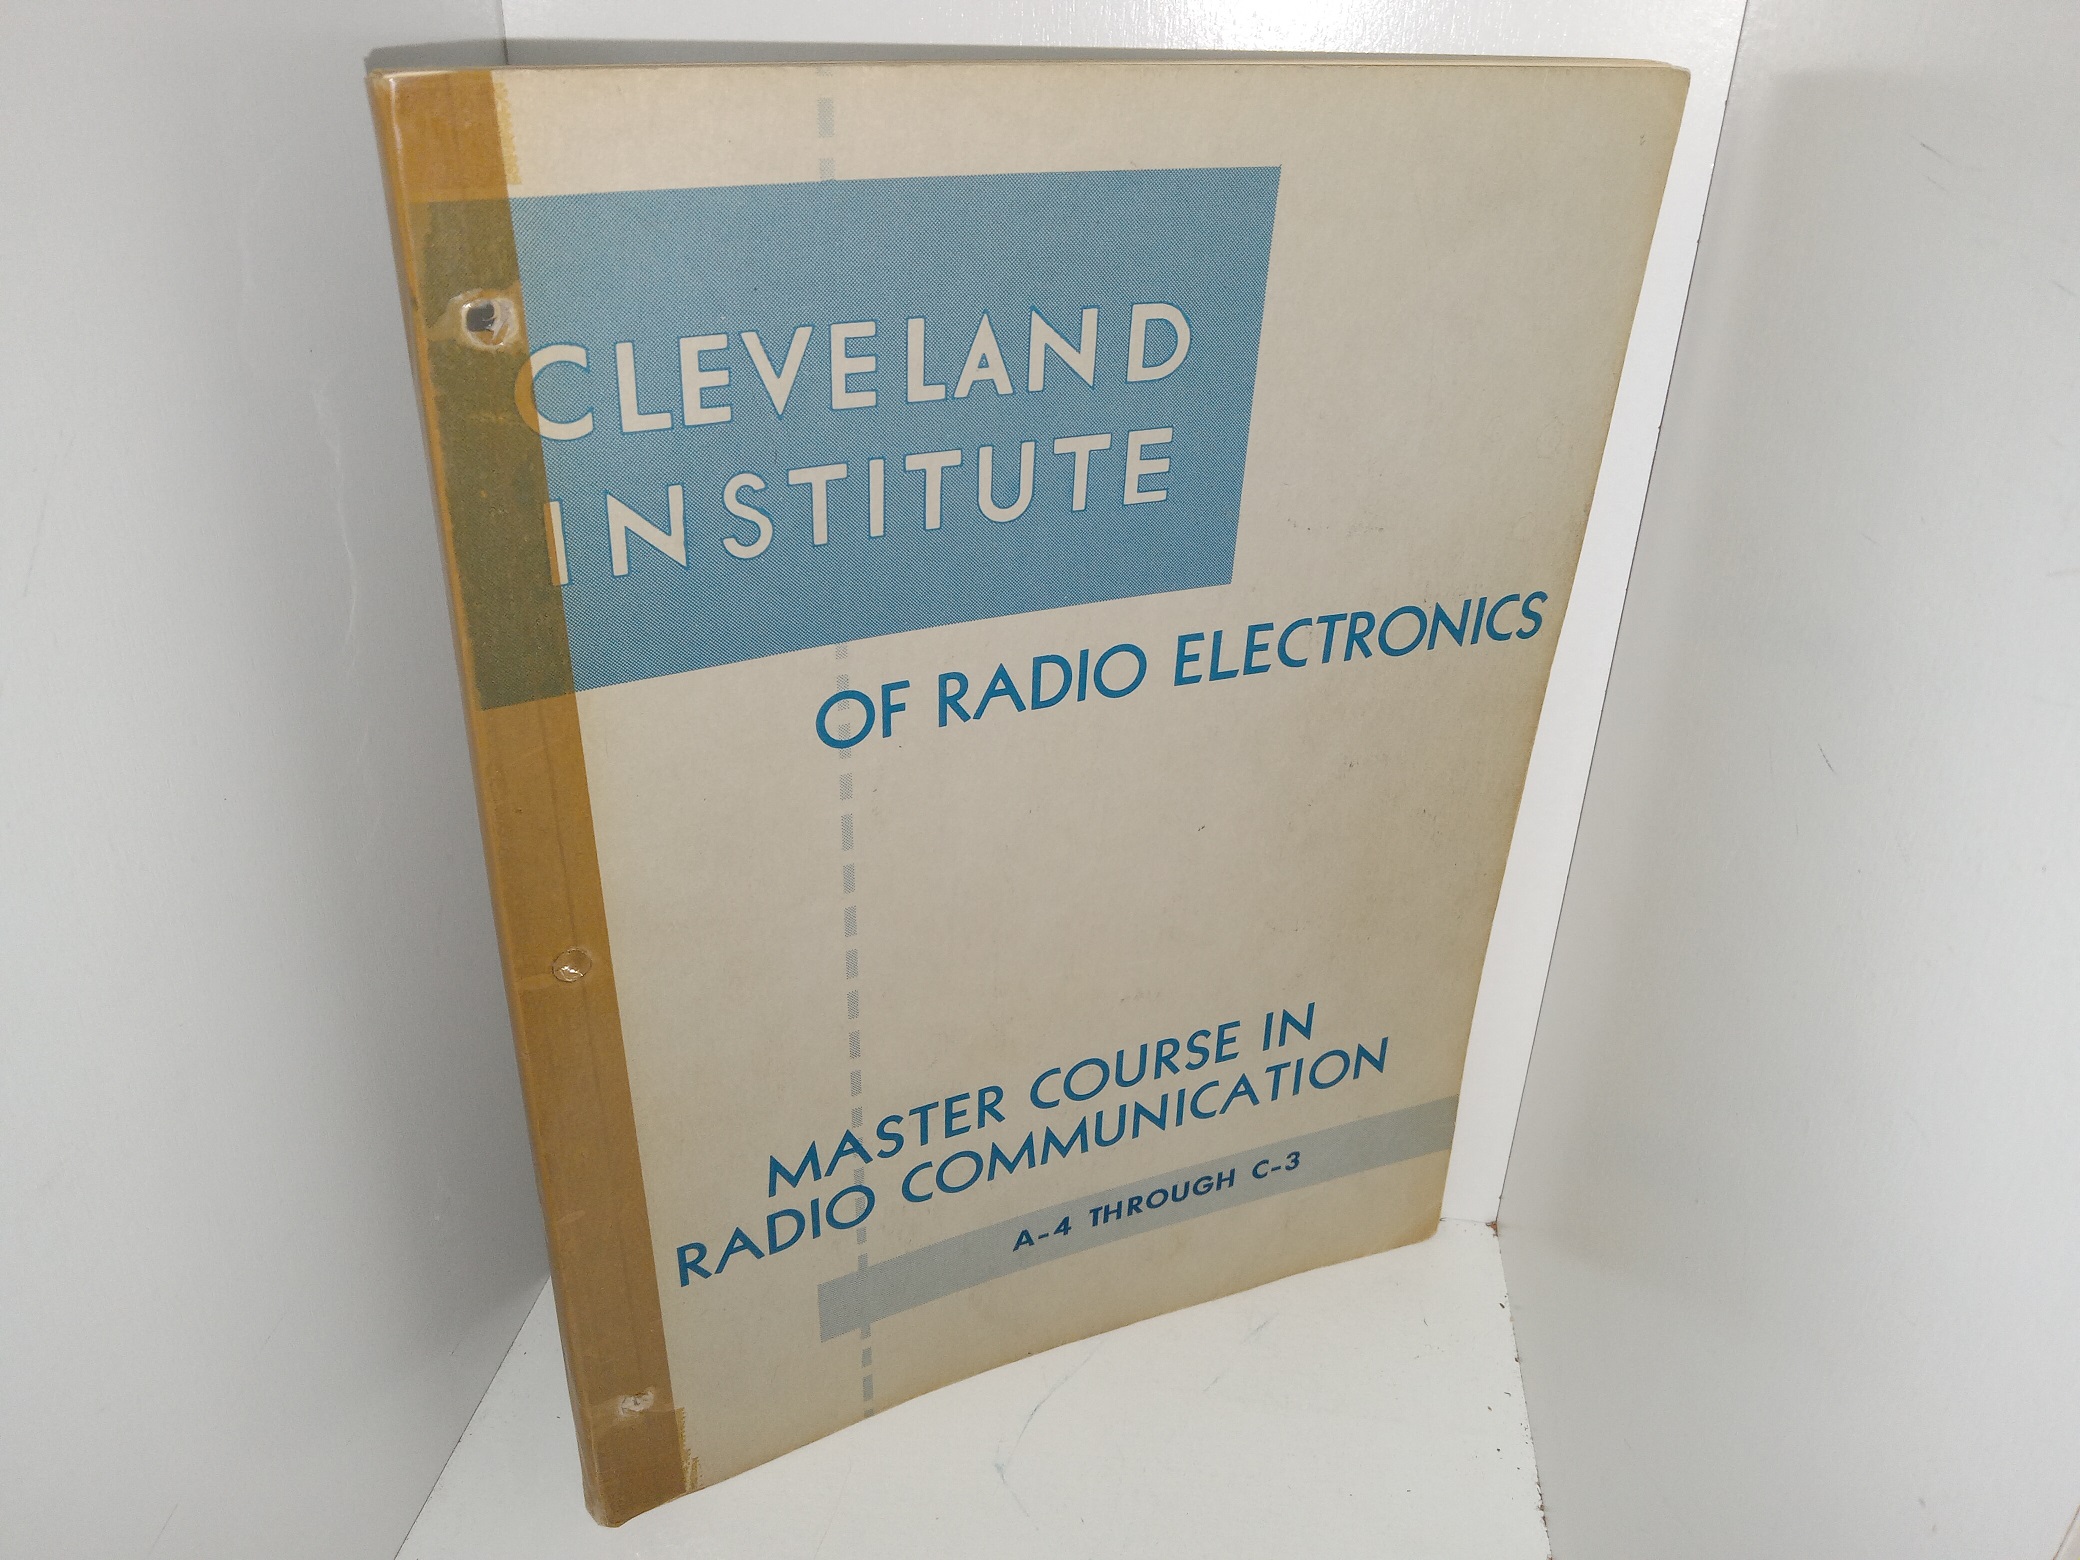 CLEVELAND
INSTITUTE
OF RADIO ELECTRONICS
MASTER COURSE IN
RADIO COMMUNICATION
A-4 THROUGH C-3